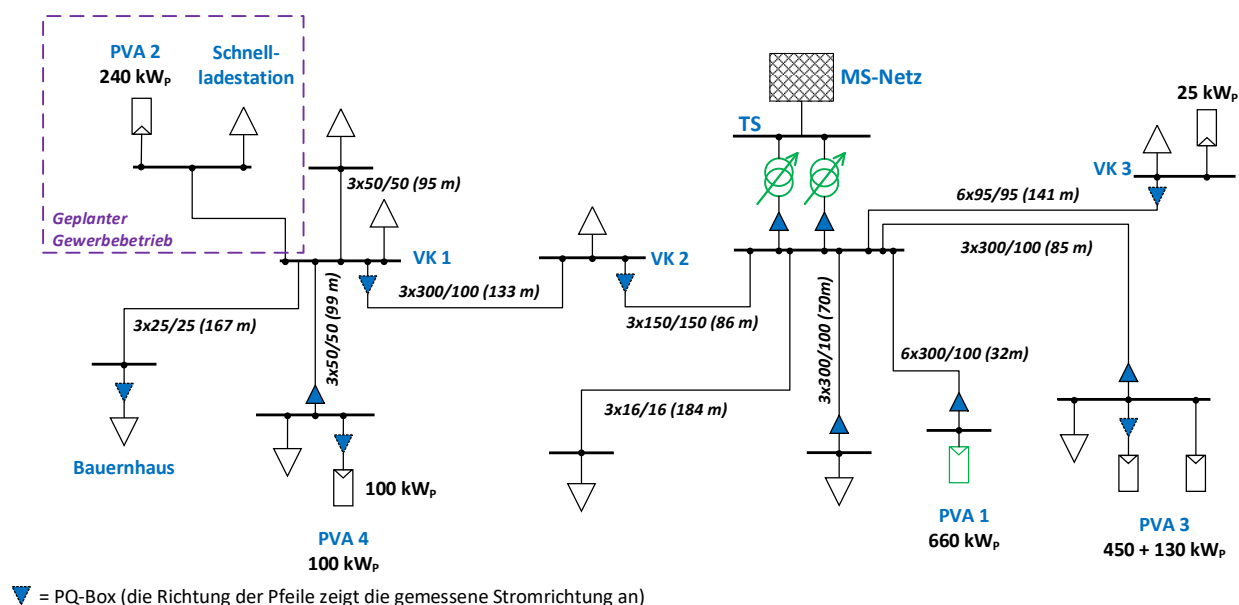 PVA 2
240 kWP
Schnell-
ladestation
Geplanter
Gewerbebetrieb
3x50/50 (95 m)
VK 1
3x25/25 (167 m)
3x50/50 (99 m)
3x300/100 (133 m)
Bauernhaus
100 kWP
PVA 4
100 kWP
VK 2
3x150/150 (86 m)
MS-Netz
TS
3x16/16 (184 m)
3x300/100 (70m)
6x300/100 (32m)
PVA 1
660 kWP
6x95/95 (141 m)
3x300/100 (85 m)
25 kWP
VK 3
PVA 3
450 + 130 kWP
= PQ-Box (die Richtung der Pfeile zeigt die gemessene Stromrichtung an)